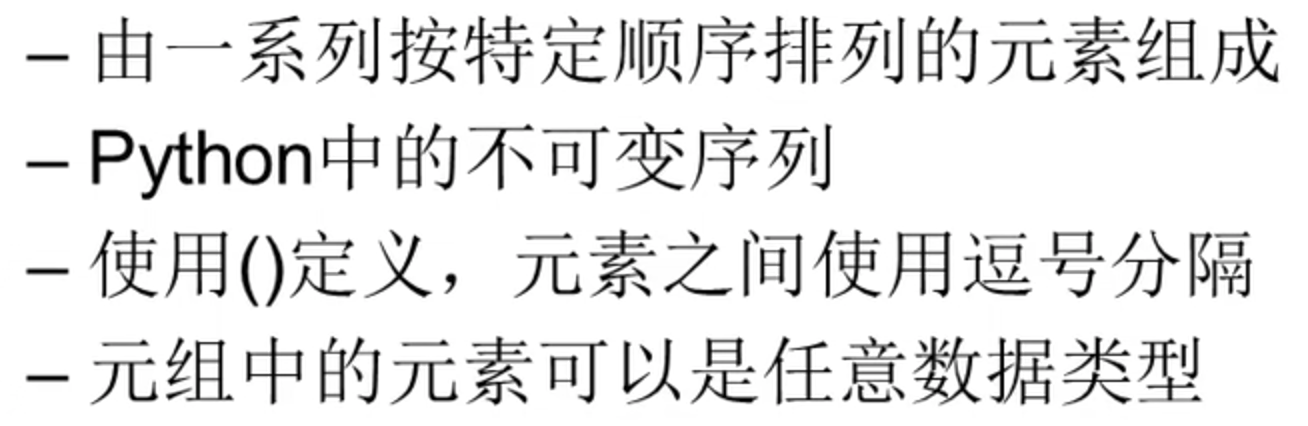 – 由一系列按特定顺序排列的元素组成
– Python中的不可变序列
– 使用()定义，元素之间使用逗号分隔
– 元组中的元素可以是任意数据类型